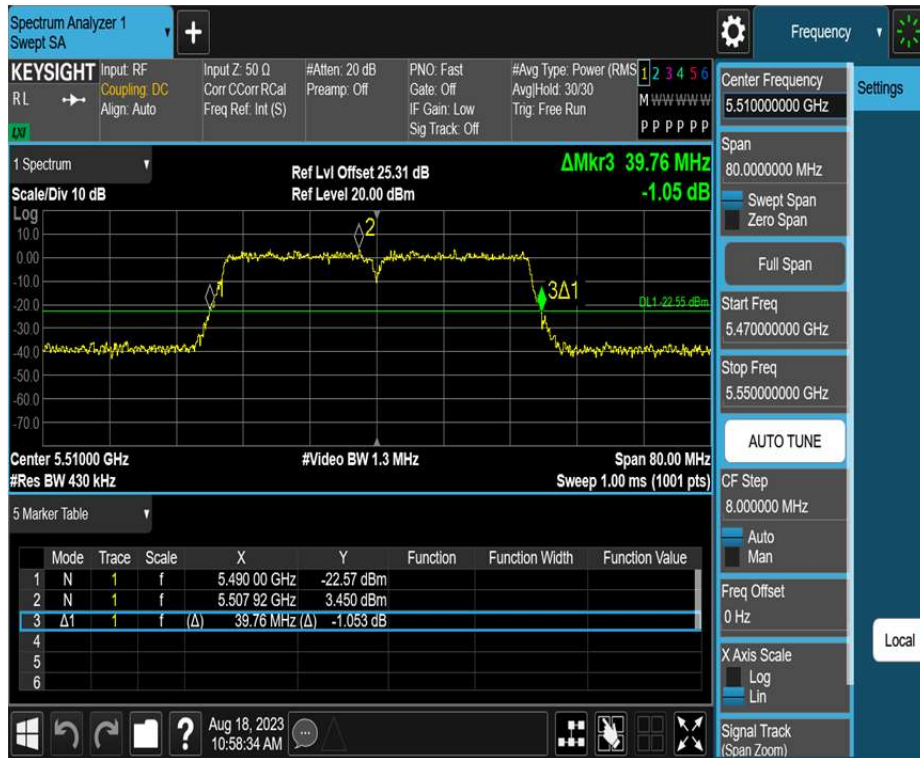 Spectrum Analyzer 1
Swept SA
+
Frequency
KEYSIGHT
RL
LXI
Input: RF
Coupling: DC
Align: Auto
Input Z: 50 Ω
Corr CCorr RCal
Freq Ref: Int (S)
#Atten: 20 dB
Preamp: Off
PNO: Fast
Gate: Off
IF Gain: Low
Sig Track: Off
#Avg Type: Power (RMS
Avg|Hold: 30/30
Trig: Free Run
1 2 3 4 5 6
M W W W W W
P P P P P P
Center Frequency
5.510000000 GHz
Settings
Span
80.0000000 MHz
Swept Span
Zero Span
Full Span
Start Freq
5.470000000 GHz
Stop Freq
5.550000000 GHz
AUTO TUNE
CF Step
8.000000 MHz
Auto
Man
Freq Offset
0 Hz
X Axis Scale
Log
Lin
Signal Track
(Span Zoom)
Local
1 Spectrum
Scale/Div 10 dB
Ref Lvl Offset 25.31 dB
Ref Level 20.00 dBm
ΔMkr3 39.76 MHz
-1.05 dB
Log
10.0
0.00
-10.0
-20.0
-30.0
-40.0
-50.0
-60.0
-70.0
2
1
3Δ1
DL1 -22.55 dBm
Center 5.51000 GHz
#Video BW 1.3 MHz
Span 80.00 MHz
#Res BW 430 kHz
Sweep 1.00 ms (1001 pts)
5 Marker Table
Mode Trace Scale X Y Function Function Width Function Value
1 N 1 f 5.490 00 GHz -22.57 dBm
2 N 1 f 5.507 92 GHz 3.450 dBm
3 Δ1 1 f (Δ) 39.76 MHz (Δ) -1.053 dB
4
5
6
?
Aug 18, 2023
10:58:34 AM